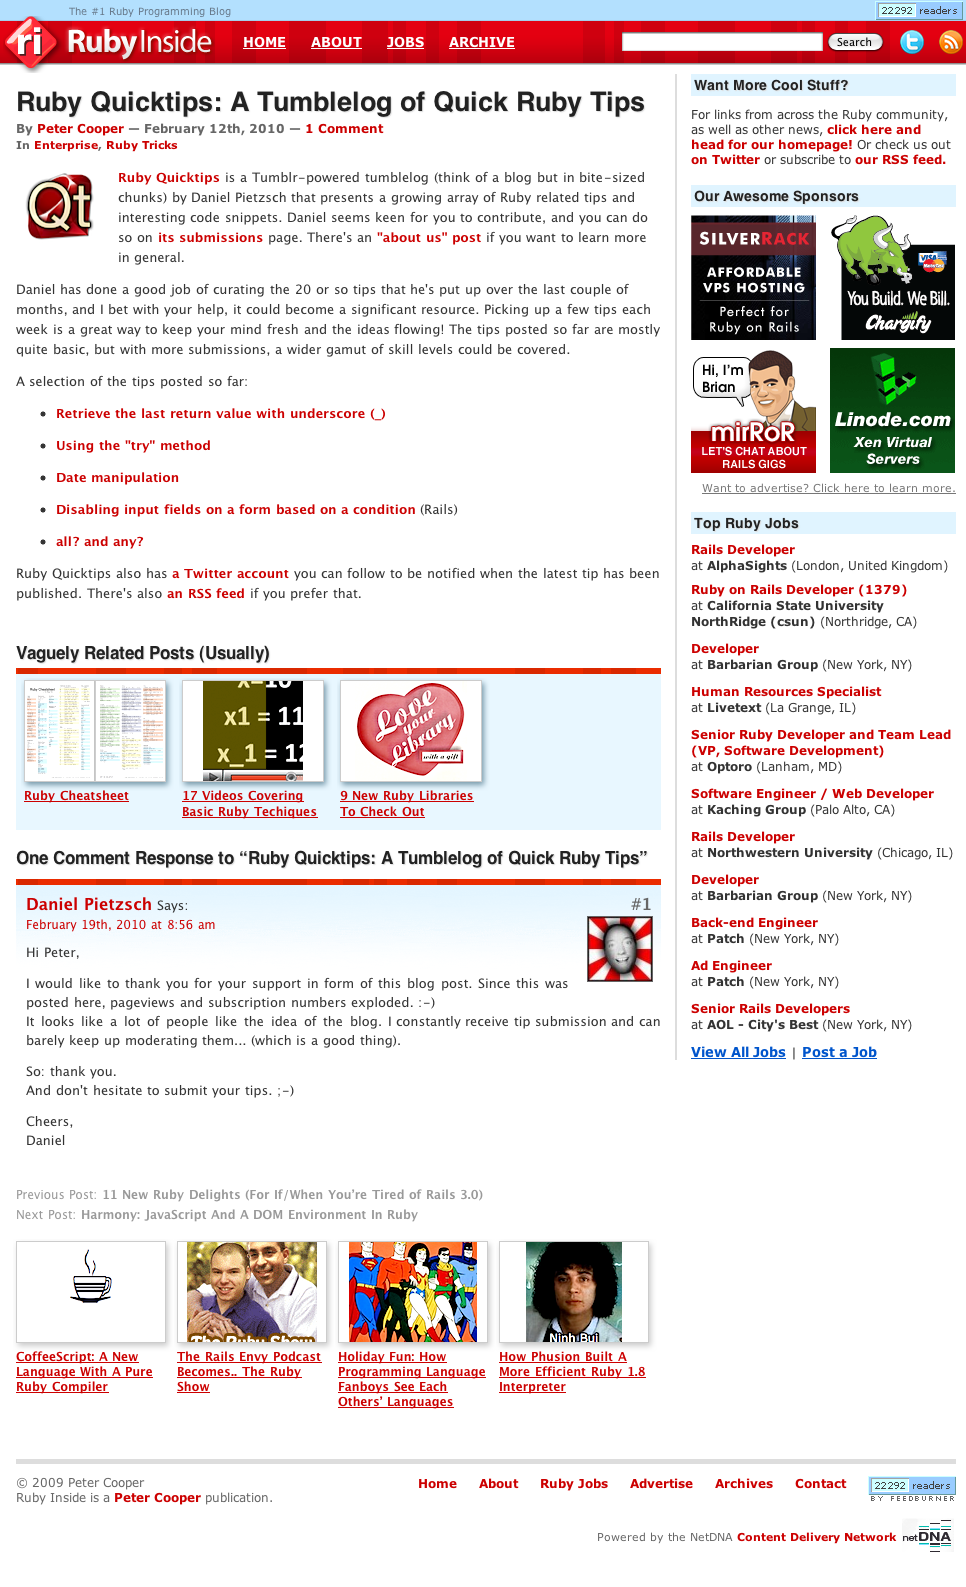 The #1 Ruby Programming Blog
22292 readers
ri RubyInside
HOME ABOUT JOBS ARCHIVE
Search
Ruby Quicktips: A Tumblelog of Quick Ruby Tips
By Peter Cooper — February 12th, 2010 — 1 Comment
In Enterprise, Ruby Tricks
Qt
Ruby Quicktips is a Tumblr-powered tumblelog (think of a blog but in bite-sized
chunks) by Daniel Pietzsch that presents a growing array of Ruby related tips and
interesting code snippets. Daniel seems keen for you to contribute, and you can do
so on its submissions page. There's an "about us" post if you want to learn more
in general.
Daniel has done a good job of curating the 20 or so tips that he's put up over the last couple of
months, and I bet with your help, it could become a significant resource. Picking up a few tips each
week is a great way to keep your mind fresh and the ideas flowing! The tips posted so far are mostly
quite basic, but with more submissions, a wider gamut of skill levels could be covered.
A selection of the tips posted so far:
• Retrieve the last return value with underscore (_)
• Using the "try" method
• Date manipulation
• Disabling input fields on a form based on a condition (Rails)
• all? and any?
Ruby Quicktips also has a Twitter account you can follow to be notified when the latest tip has been
published. There's also an RSS feed if you prefer that.
Vaguely Related Posts (Usually)
Ruby Cheatsheet
x=10
x1 = 11
x_1 = 12
17 Videos Covering
Basic Ruby Techiques
Love
your
Library
with a gift
9 New Ruby Libraries
To Check Out
One Comment Response to “Ruby Quicktips: A Tumblelog of Quick Ruby Tips”
Daniel Pietzsch Says:
#1
February 19th, 2010 at 8:56 am
Hi Peter,
I would like to thank you for your support in form of this blog post. Since this was
posted here, pageviews and subscription numbers exploded. :-)
It looks like a lot of people like the idea of the blog. I constantly receive tip submission and can
barely keep up moderating them... (which is a good thing).
So: thank you.
And don't hesitate to submit your tips. ;-)
Cheers,
Daniel
Previous Post: 11 New Ruby Delights (For If/When You're Tired of Rails 3.0)
Next Post: Harmony: JavaScript And A DOM Environment In Ruby
CoffeeScript: A New
Language With A Pure
Ruby Compiler
The Ruby Show
The Rails Envy Podcast
Becomes.. The Ruby
Show
Holiday Fun: How
Programming Language
Fanboys See Each
Others' Languages
Ninh Bui
How Phusion Built A
More Efficient Ruby 1.8
Interpreter
Want More Cool Stuff?
For links from across the Ruby community,
as well as other news, click here and
head for our homepage! Or check us out
on Twitter or subscribe to our RSS feed.
Our Awesome Sponsors
SILVERRACK
AFFORDABLE
VPS HOSTING
Perfect for
Ruby on Rails
VISA
MasterCard
You Build. We Bill.
Chargify
Hi, I'm
Brian
mirRoR
LET'S CHAT ABOUT
RAILS GIGS
Linode.com
Xen Virtual
Servers
Want to advertise? Click here to learn more.
Top Ruby Jobs
Rails Developer
at AlphaSights (London, United Kingdom)
Ruby on Rails Developer (1379)
at California State University
NorthRidge (csun) (Northridge, CA)
Developer
at Barbarian Group (New York, NY)
Human Resources Specialist
at Livetext (La Grange, IL)
Senior Ruby Developer and Team Lead
(VP, Software Development)
at Optoro (Lanham, MD)
Software Engineer / Web Developer
at Kaching Group (Palo Alto, CA)
Rails Developer
at Northwestern University (Chicago, IL)
Developer
at Barbarian Group (New York, NY)
Back-end Engineer
at Patch (New York, NY)
Ad Engineer
at Patch (New York, NY)
Senior Rails Developers
at AOL - City's Best (New York, NY)
View All Jobs | Post a Job
© 2009 Peter Cooper
Ruby Inside is a Peter Cooper publication.
Home About Ruby Jobs Advertise Archives Contact
22292 readers
BY FEEDBURNER
Powered by the NetDNA Content Delivery Network
netDNA